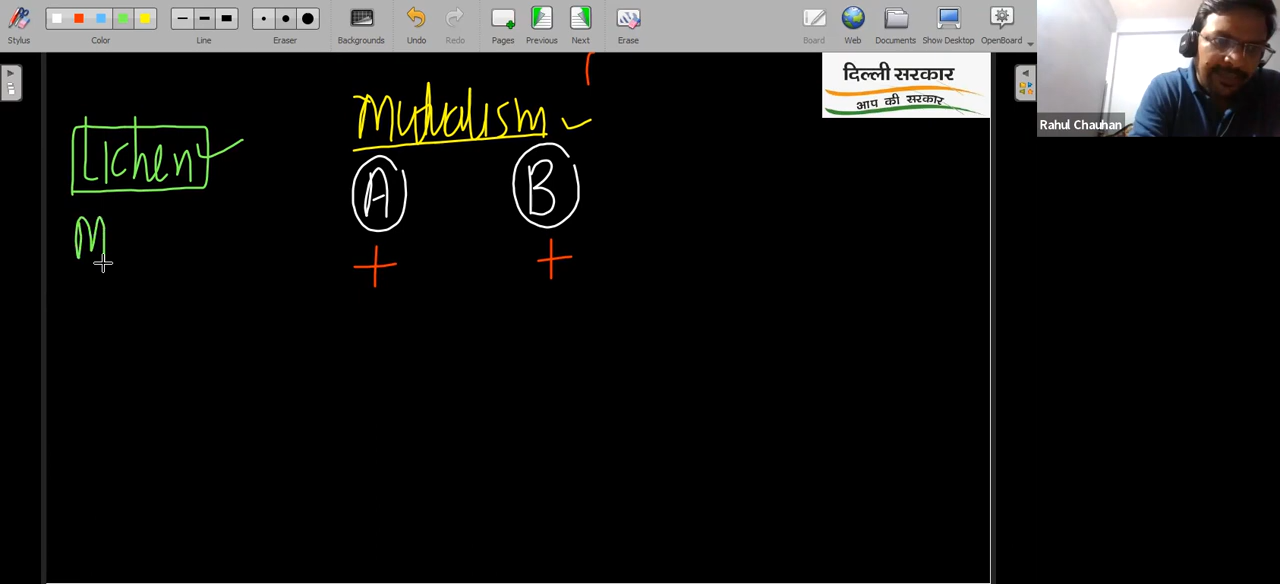 Stylus
Color
Line
Eraser
Backgrounds
Undo
Redo
Pages
Previous
Next
Erase
Board
Web
Documents
Show Desktop
OpenBoard
दिल्ली सरकार
आप की सरकार
Rahul Chauhan
Mutualism
Lichen
A B
M
+ +